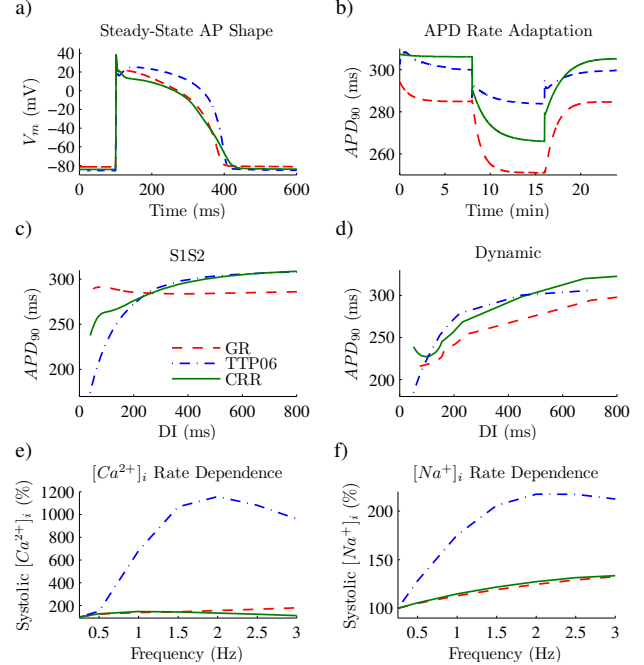 a)
Steady-State AP Shape
40
20
0
−20
−40
−60
−80
V_m (mV)
0 200 400 600
Time (ms)
b)
APD Rate Adaptation
300
280
260
APD_90 (ms)
0 5 10 15 20
Time (min)
c)
S1S2
300
250
200
APD_90 (ms)
GR
TTP06
CRR
0 200 400 600 800
DI (ms)
d)
Dynamic
300
250
200
APD_90 (ms)
0 200 400 600 800
DI (ms)
e)
[Ca²⁺]_i Rate Dependence
1200
1000
800
600
400
200
Systolic [Ca²⁺]_i (%)
0.5 1 1.5 2 2.5 3
Frequency (Hz)
f)
[Na⁺]_i Rate Dependence
200
150
100
Systolic [Na⁺]_i (%)
0.5 1 1.5 2 2.5 3
Frequency (Hz)